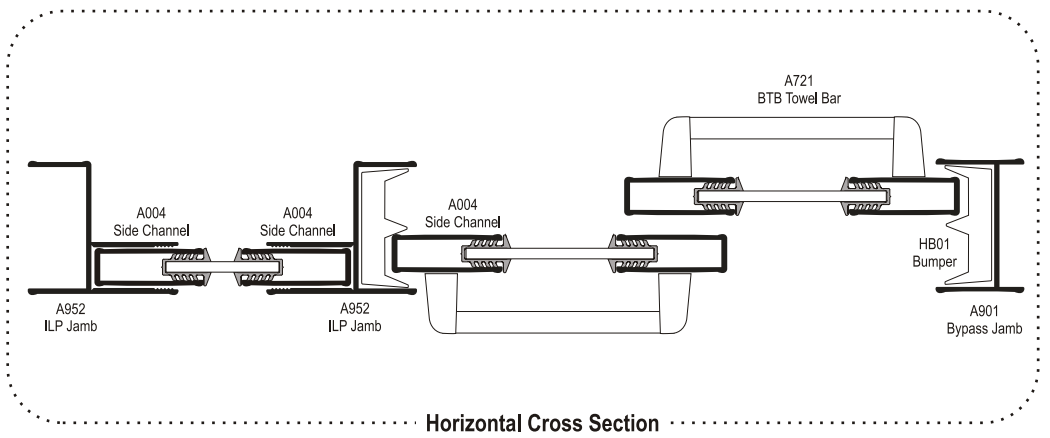 A721
BTB Towel Bar
A004
Side Channel
A004
Side Channel
A004
Side Channel
HB01
Bumper
A952
ILP Jamb
A952
ILP Jamb
A901
Bypass Jamb
Horizontal Cross Section